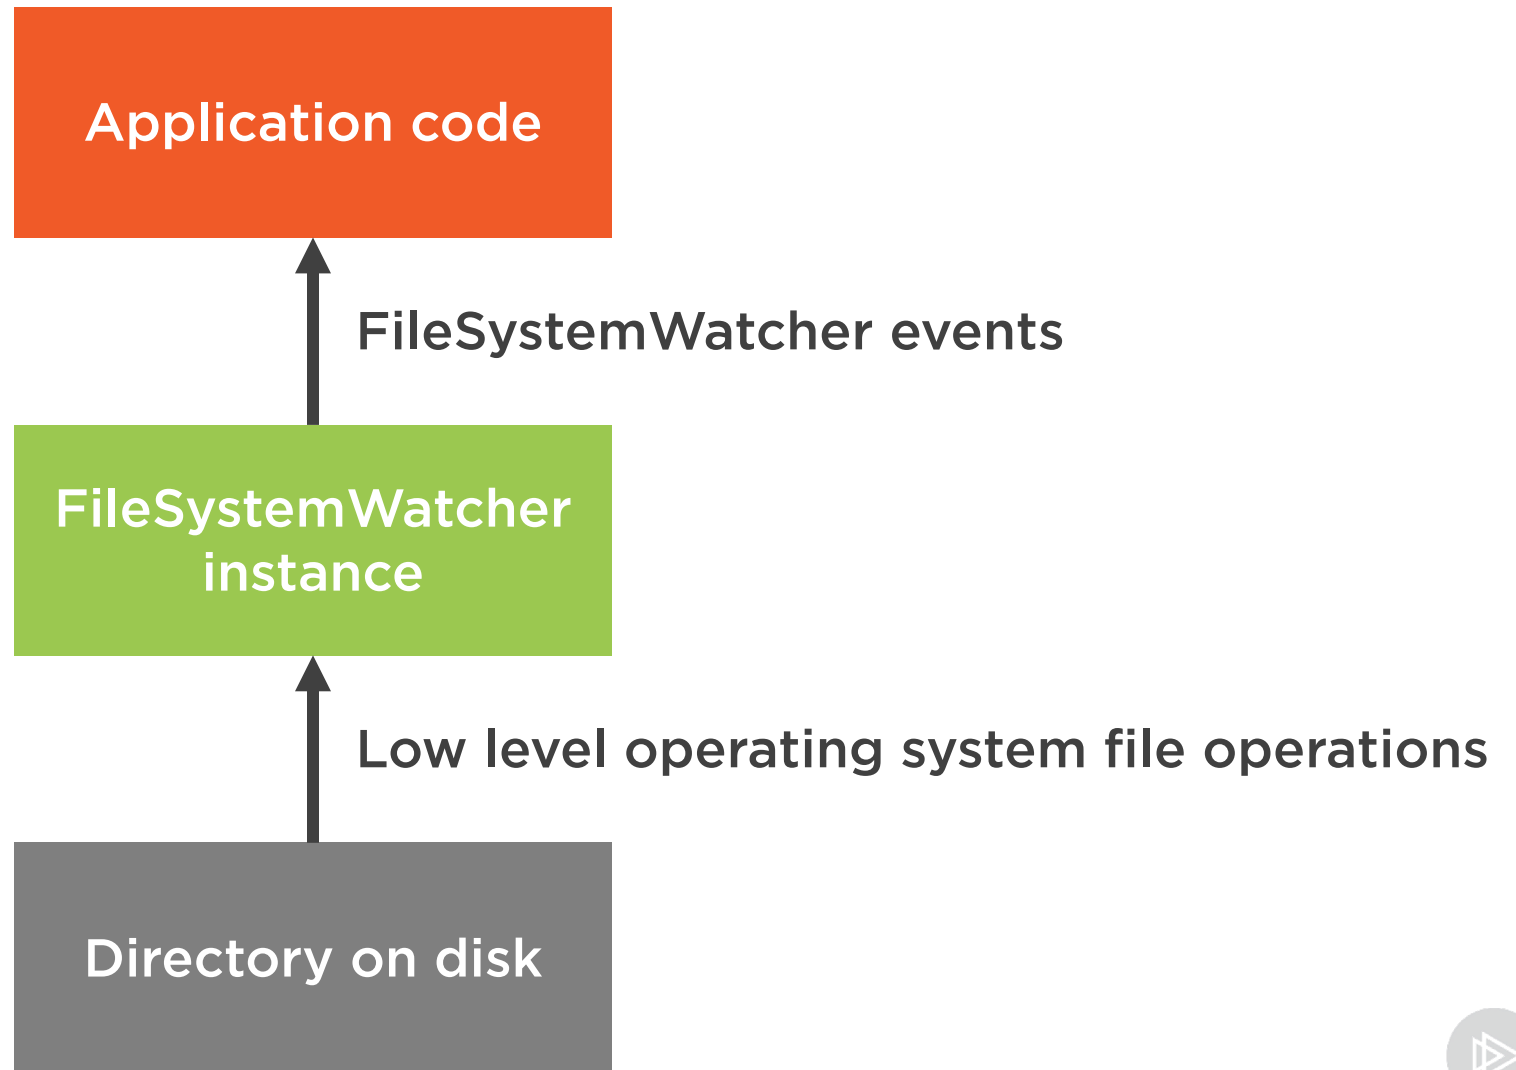 Application code
FileSystemWatcher events
FileSystemWatcher
instance
Low level operating system file operations
Directory on disk